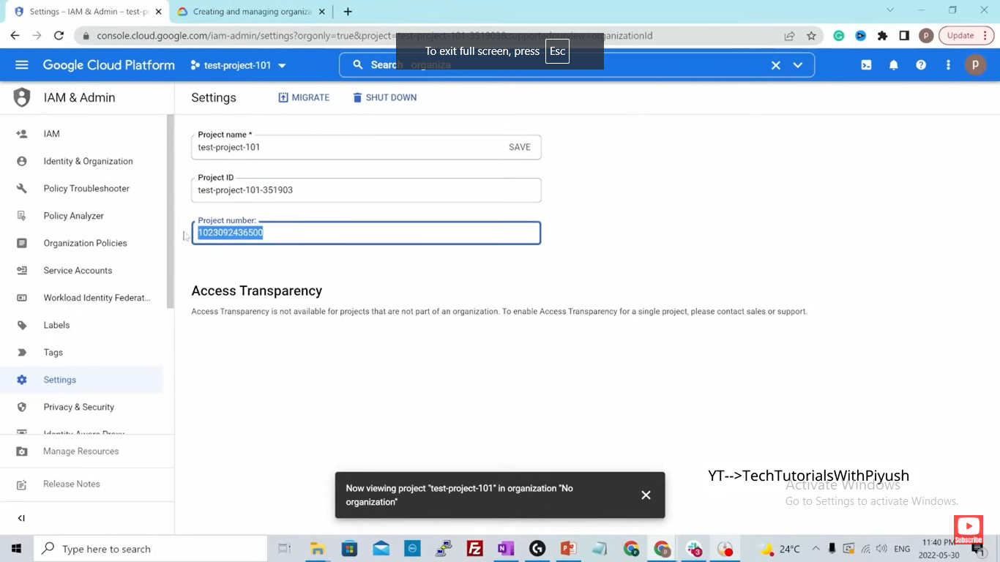 Settings – IAM & Admin – test-p
Creating and managing organiza
console.cloud.google.com/iam-admin/settings?orgonly=true&project=test-project-101-351903&supportedpurview=organizationId
Update
To exit full screen, press Esc
Google Cloud Platform
test-project-101
Search organiza
p
IAM & Admin
Settings
MIGRATE
SHUT DOWN
IAM
Identity & Organization
Policy Troubleshooter
Policy Analyzer
Organization Policies
Service Accounts
Workload Identity Federat...
Labels
Tags
Settings
Privacy & Security
Identity-Aware Proxy
Manage Resources
Release Notes
Project name *
test-project-101
SAVE
Project ID
test-project-101-351903
Project number:
1023092436500
Access Transparency
Access Transparency is not available for projects that are not part of an organization. To enable Access Transparency for a single project, please contact sales or support.
Now viewing project "test-project-101" in organization "No
organization"
YT-->TechTutorialsWithPiyush
Activate Windows
Go to Settings to activate Windows.
Subscribe
Type here to search
24°C
ENG
11:40 PM
2022-05-30